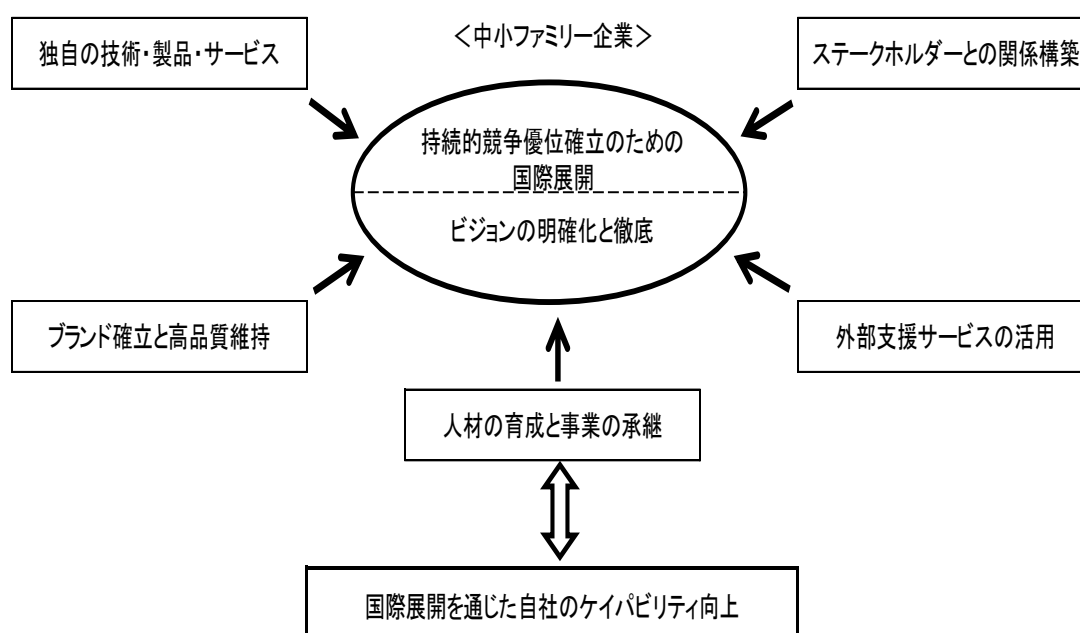 独自の技術・製品・サービス
＜中小ファミリー企業＞
ステークホルダーとの関係構築
持続的競争優位確立のための
国際展開
ビジョンの明確化と徹底
ブランド確立と高品質維持
外部支援サービスの活用
人材の育成と事業の承継
国際展開を通じた自社のケイパビリティ向上